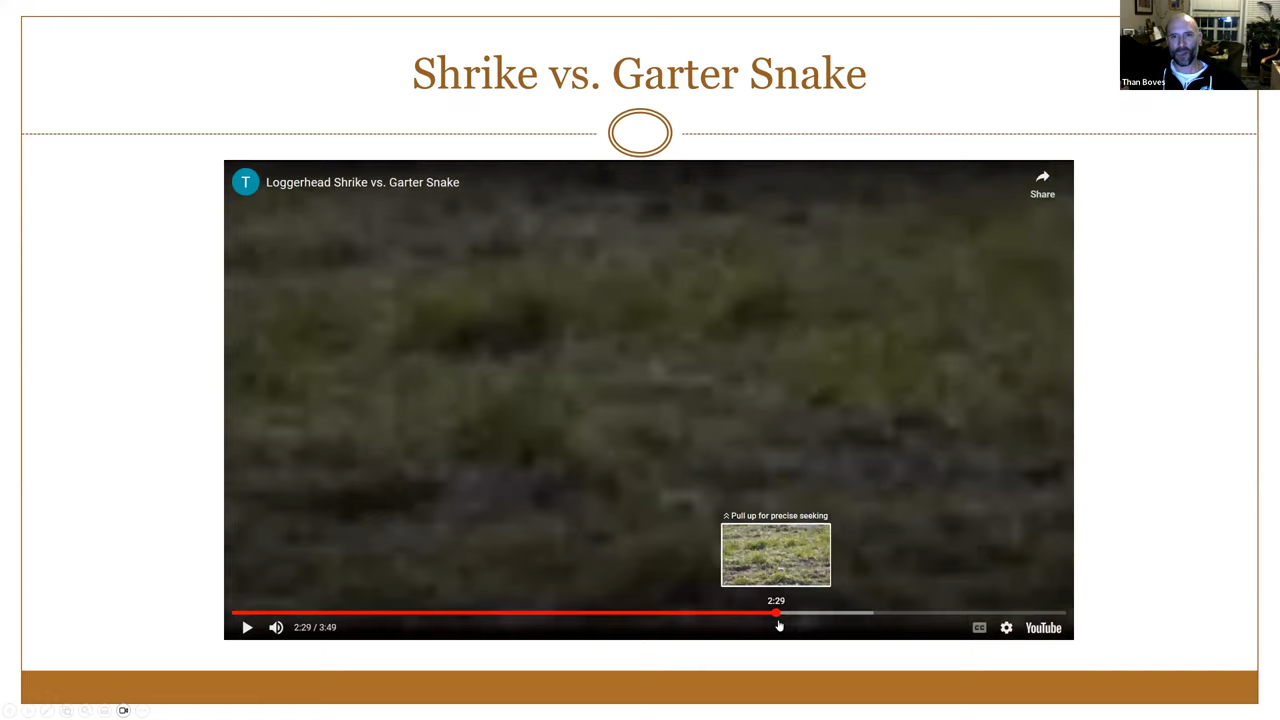 Shrike vs. Garter Snake
Than Boves
T
Loggerhead Shrike vs. Garter Snake
Share
Pull up for precise seeking
2:29
2:29 / 3:49
CC
YouTube